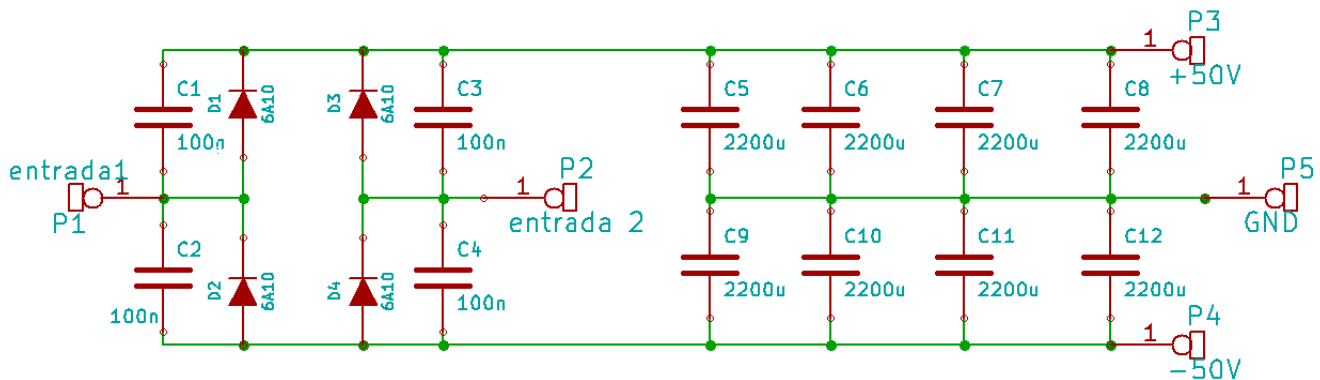 P3
1
+50V
C1
100n
D1
6A10
D3
6A10
C3
100n
C5
2200u
C6
2200u
C7
2200u
C8
2200u
entrada1
1
P1
P2
1
entrada 2
P5
1
GND
C2
100n
D2
6A10
D4
6A10
C4
100n
C9
2200u
C10
2200u
C11
2200u
C12
2200u
P4
1
-50V